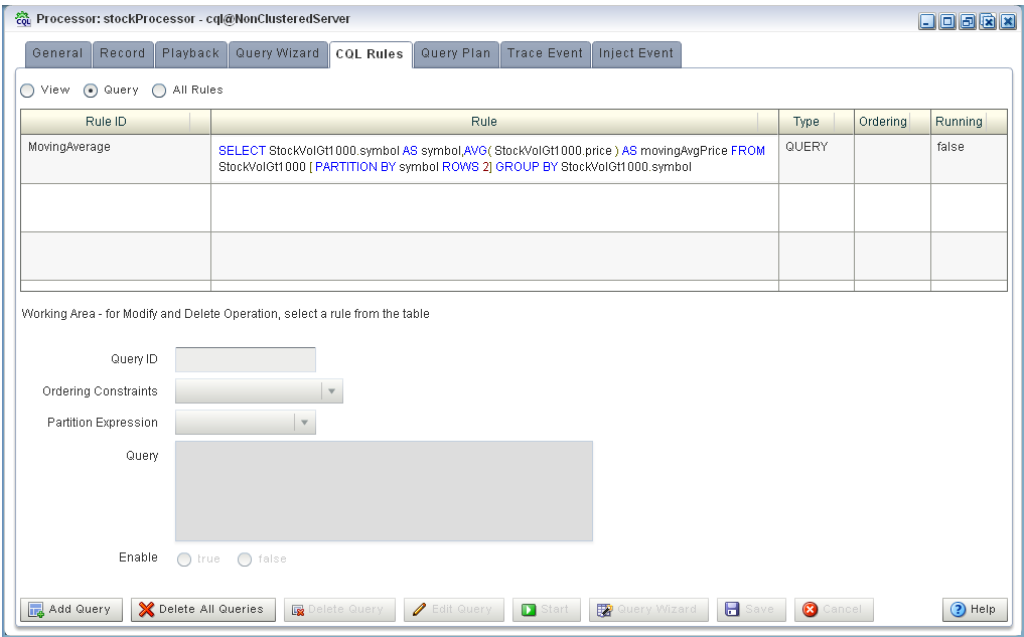 Processor: stockProcessor - cql@NonClusteredServer
General Record Playback Query Wizard CQL Rules Query Plan Trace Event Inject Event
View Query All Rules
Rule ID Rule Type Ordering Running
MovingAverage SELECT StockVolGt1000.symbol AS symbol,AVG( StockVolGt1000.price ) AS movingAvgPrice FROM QUERY false
StockVolGt1000 [ PARTITION BY symbol ROWS 2] GROUP BY StockVolGt1000.symbol
Working Area - for Modify and Delete Operation, select a rule from the table
Query ID
Ordering Constraints
Partition Expression
Query
Enable true false
Add Query Delete All Queries Delete Query Edit Query Start Query Wizard Save Cancel Help